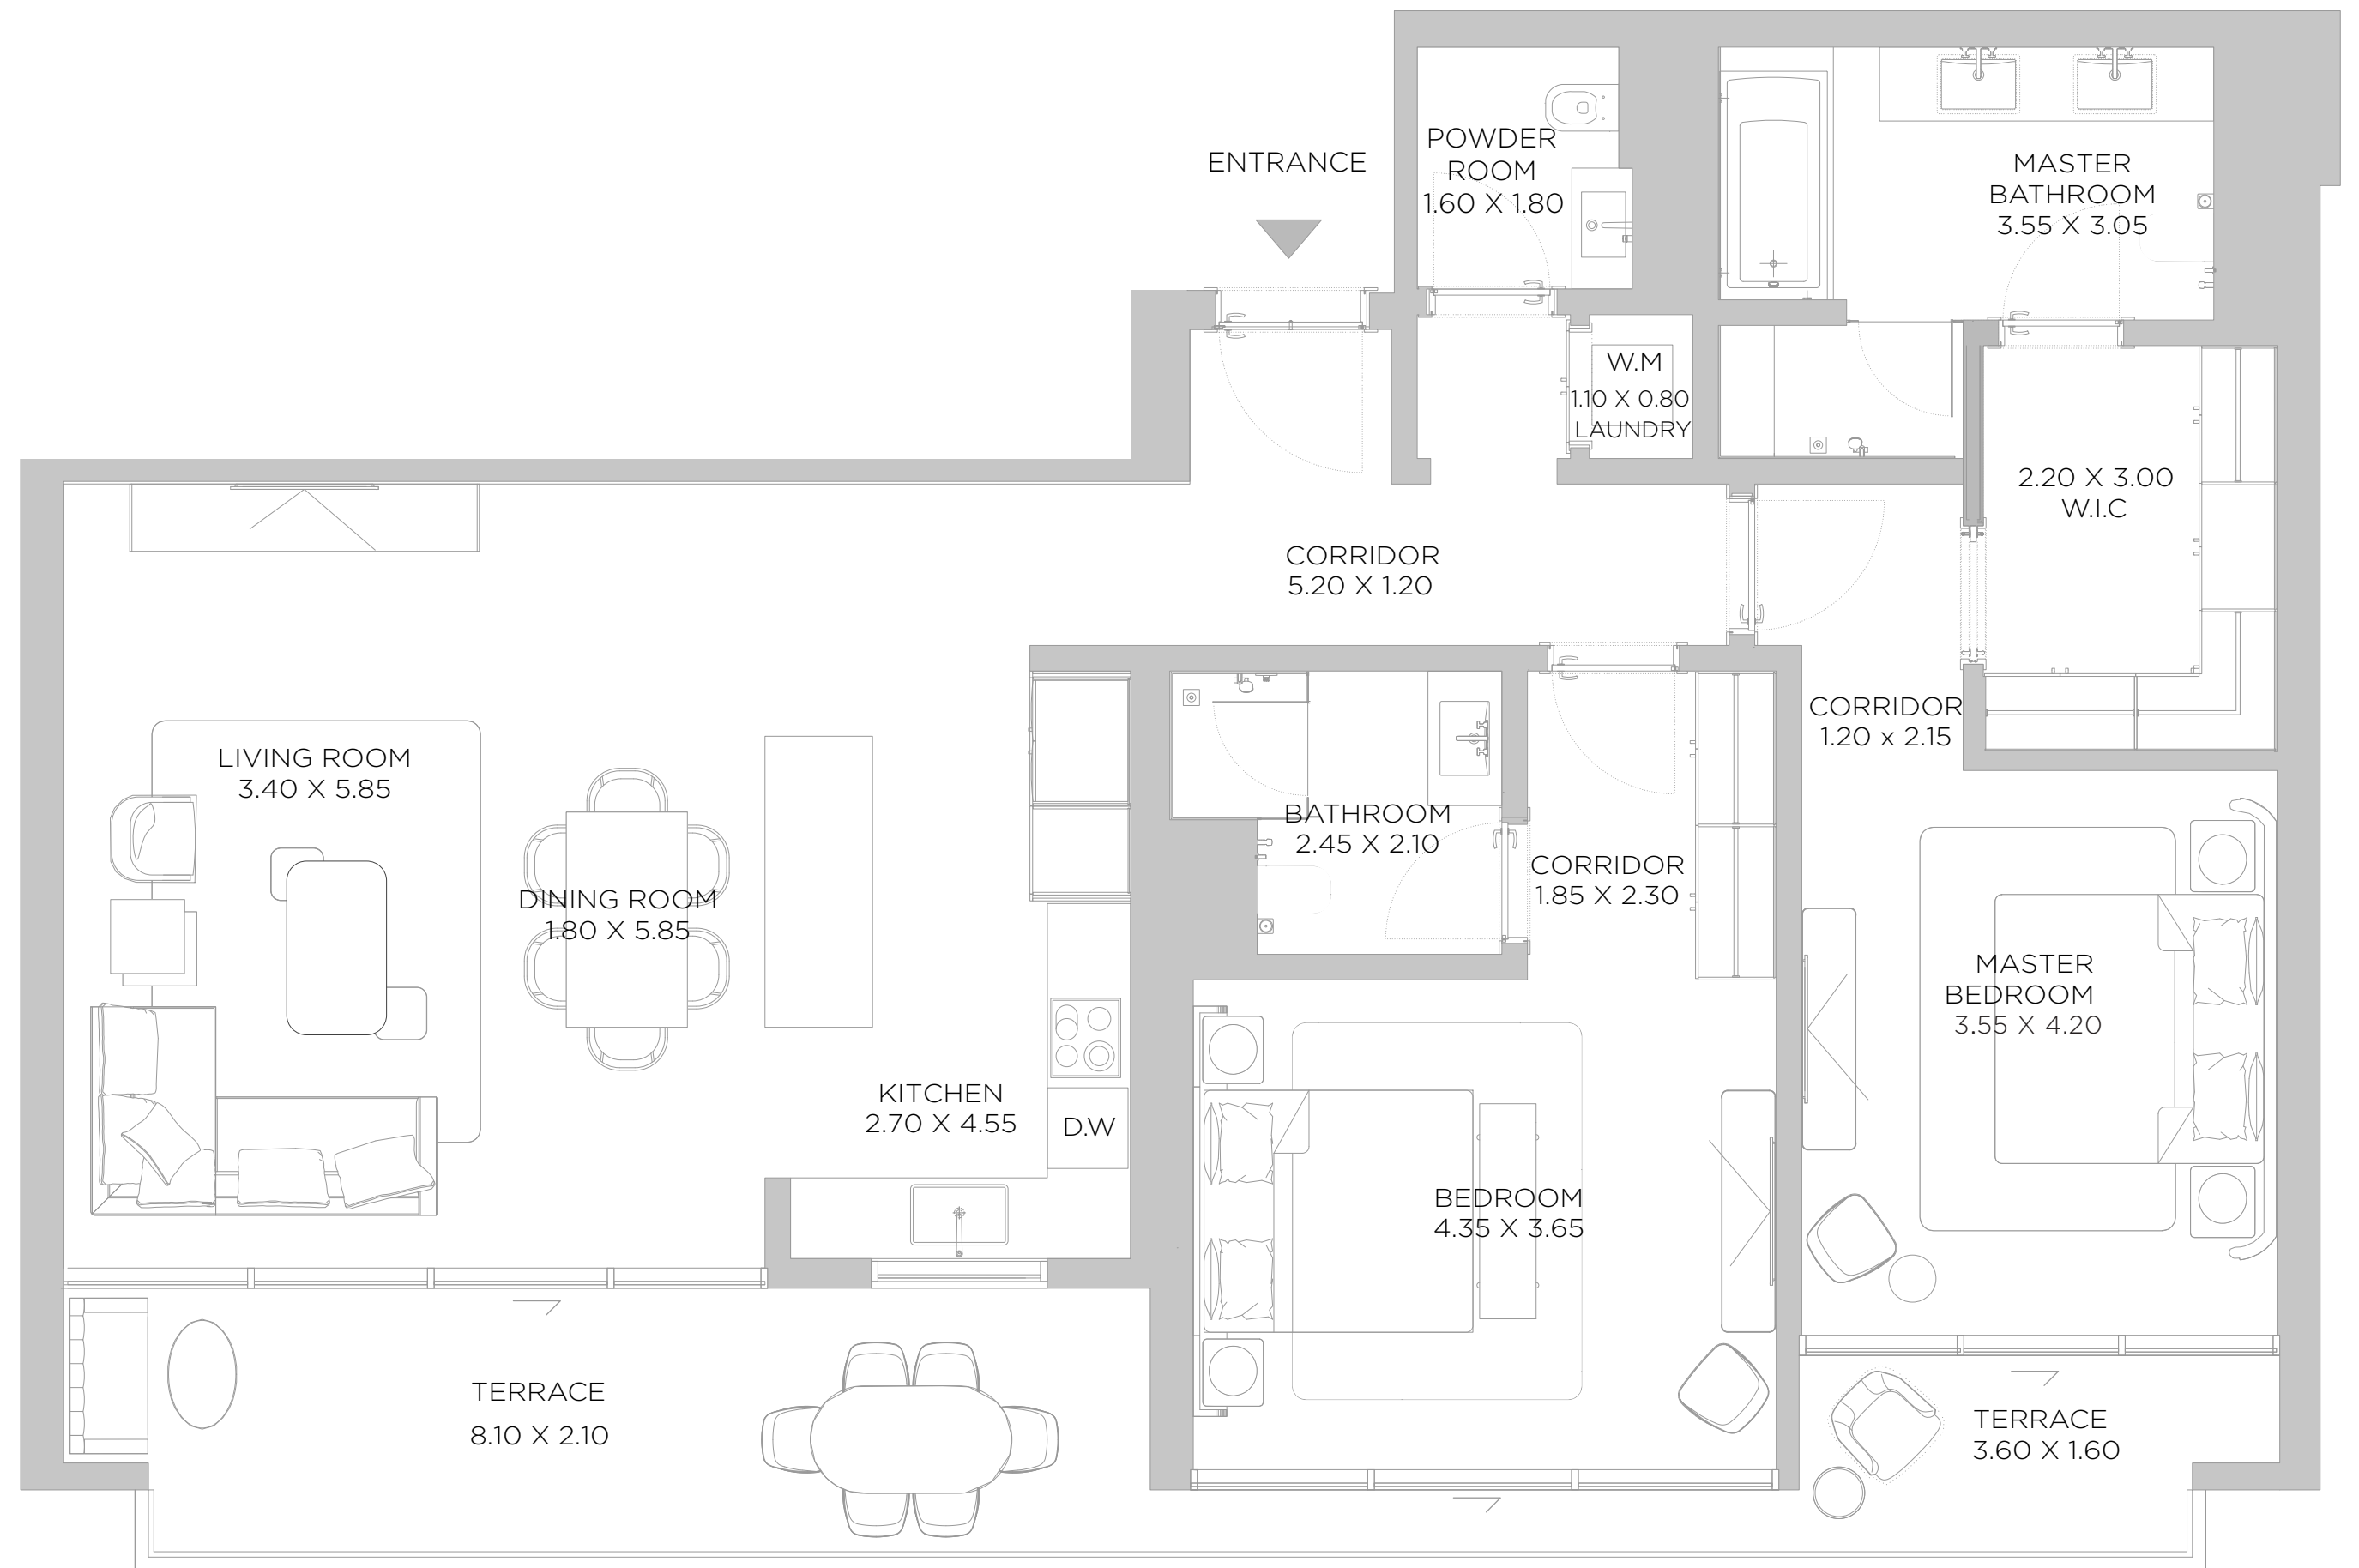 ENTRANCE
POWDER
ROOM
1.60 X 1.80
MASTER
BATHROOM
3.55 X 3.05
W.M
1.10 X 0.80
LAUNDRY
2.20 X 3.00
W.I.C
CORRIDOR
5.20 X 1.20
CORRIDOR
1.20 x 2.15
LIVING ROOM
3.40 X 5.85
BATHROOM
2.45 X 2.10
CORRIDOR
1.85 X 2.30
DINING ROOM
1.80 X 5.85
MASTER
BEDROOM
3.55 X 4.20
KITCHEN
2.70 X 4.55
D.W
BEDROOM
4.35 X 3.65
TERRACE
8.10 X 2.10
TERRACE
3.60 X 1.60